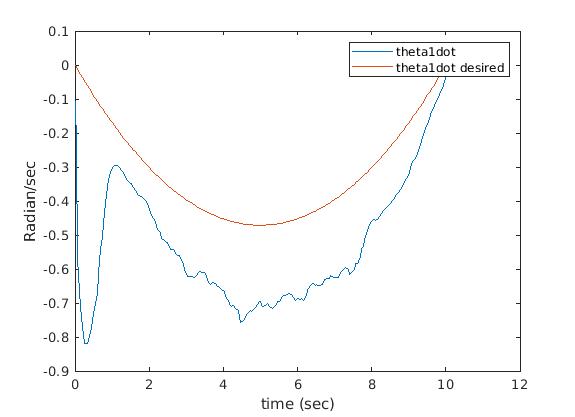 0.1
0
-0.1
-0.2
-0.3
-0.4
-0.5
-0.6
-0.7
-0.8
-0.9
Radian/sec
theta1dot
theta1dot desired
0 2 4 6 8 10 12
time (sec)